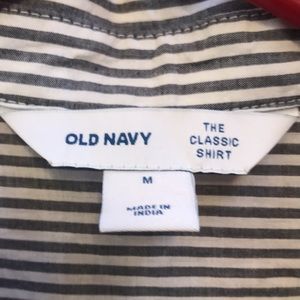 OLD NAVY
THE
CLASSIC
SHIRT
M
MADE IN
INDIA